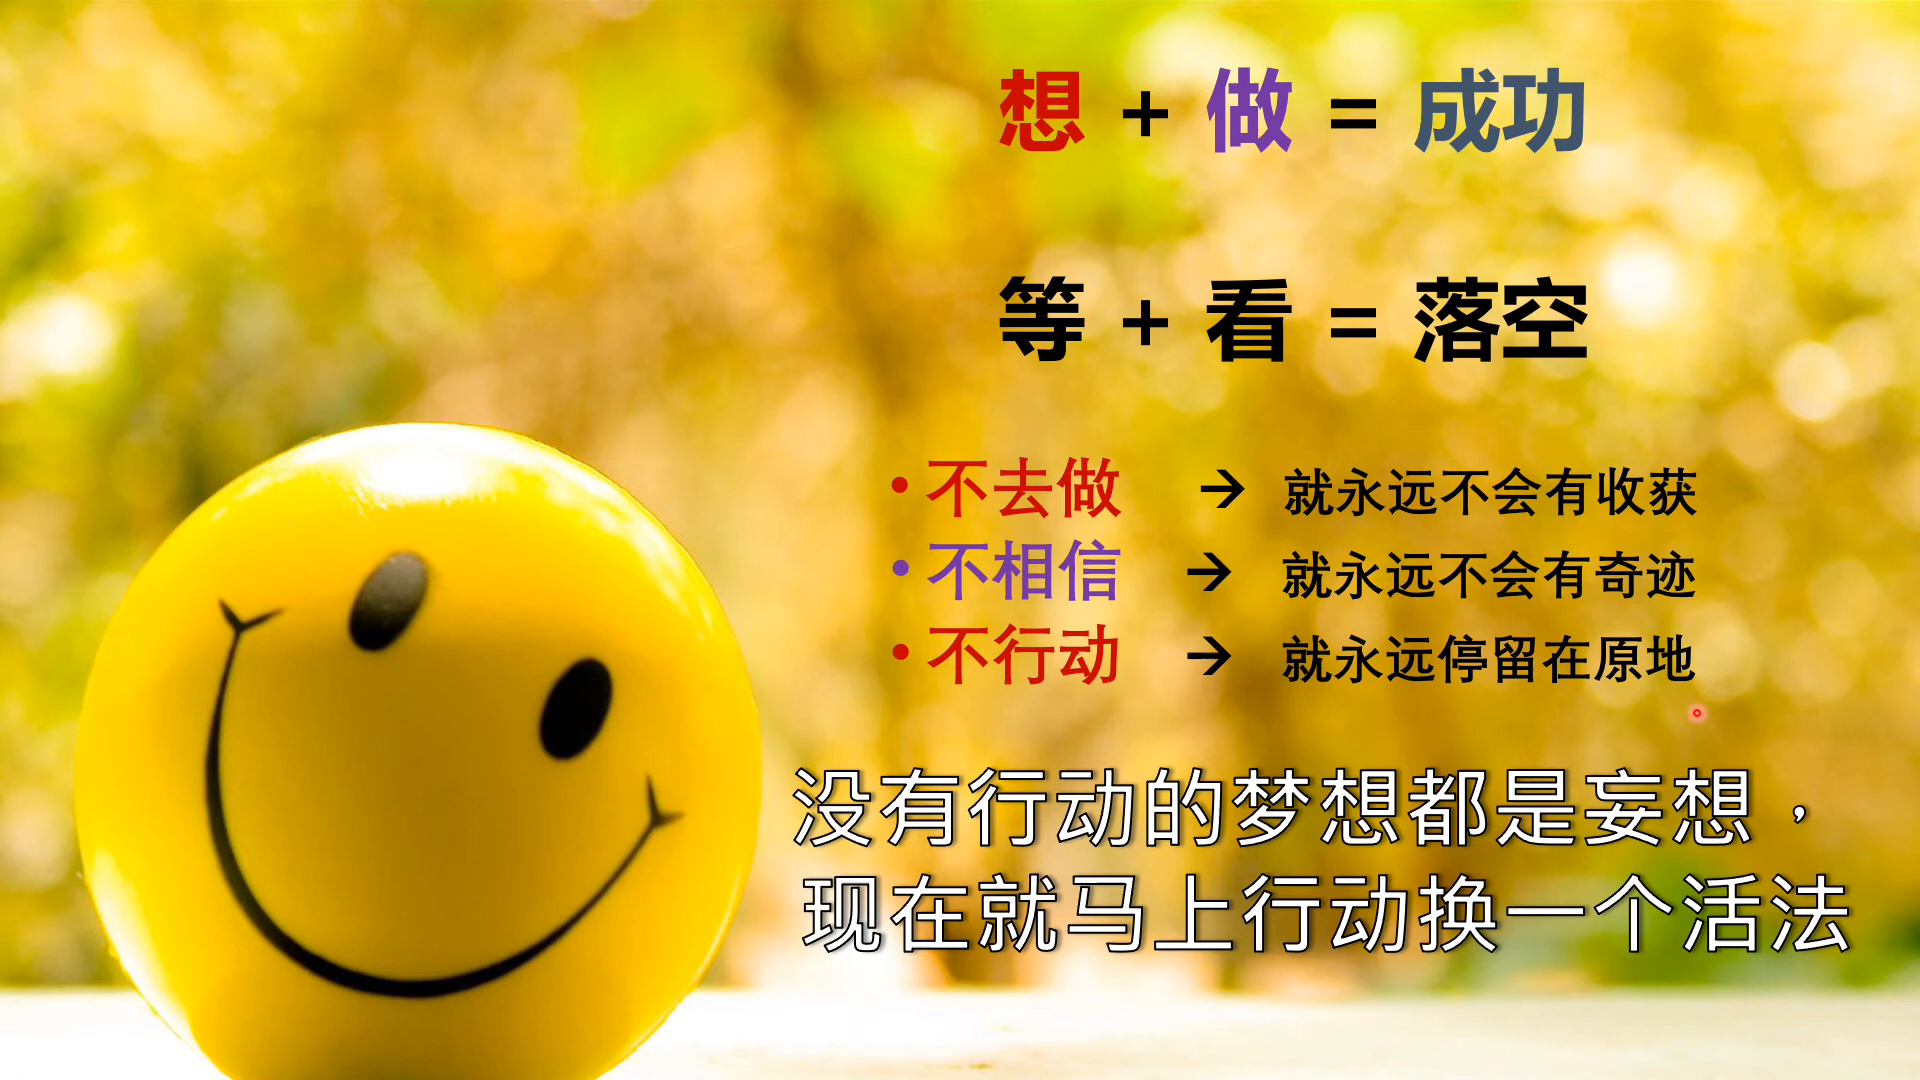 想 + 做 = 成功
等 + 看 = 落空
• 不去做 → 就永远不会有收获
• 不相信 → 就永远不会有奇迹
• 不行动 → 就永远停留在原地
没有行动的梦想都是妄想，
现在就马上行动换一个活法